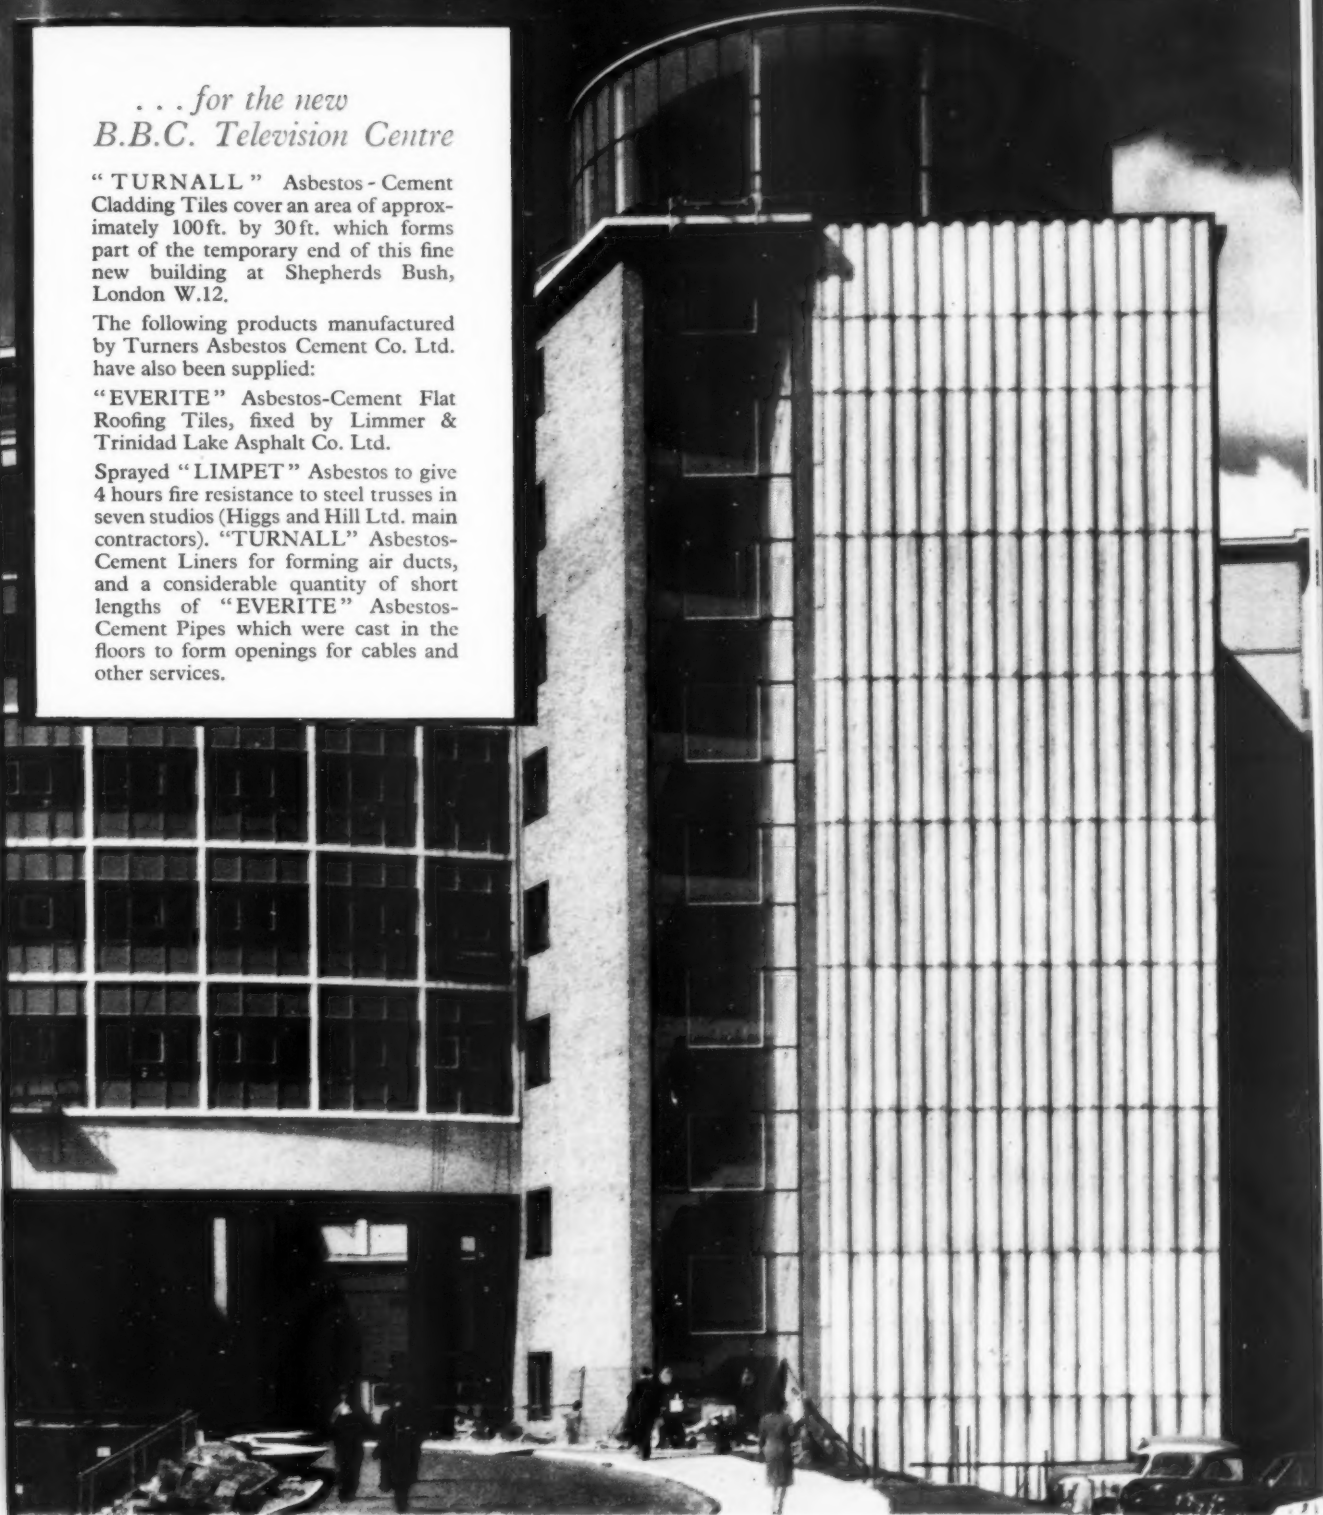 . . . for the new
B.B.C. Television Centre
“ TURNALL ” Asbestos - Cement
Cladding Tiles cover an area of approx-
imately 100ft. by 30ft. which forms
part of the temporary end of this fine
new building at Shepherds Bush,
London W.12.
The following products manufactured
by Turners Asbestos Cement Co. Ltd.
have also been supplied:
“EVERITE” Asbestos-Cement Flat
Roofing Tiles, fixed by Limmer &
Trinidad Lake Asphalt Co. Ltd.
Sprayed “LIMPET” Asbestos to give
4 hours fire resistance to steel trusses in
seven studios (Higgs and Hill Ltd. main
contractors). “TURNALL” Asbestos-
Cement Liners for forming air ducts,
and a considerable quantity of short
lengths of “EVERITE” Asbestos-
Cement Pipes which were cast in the
floors to form openings for cables and
other services.